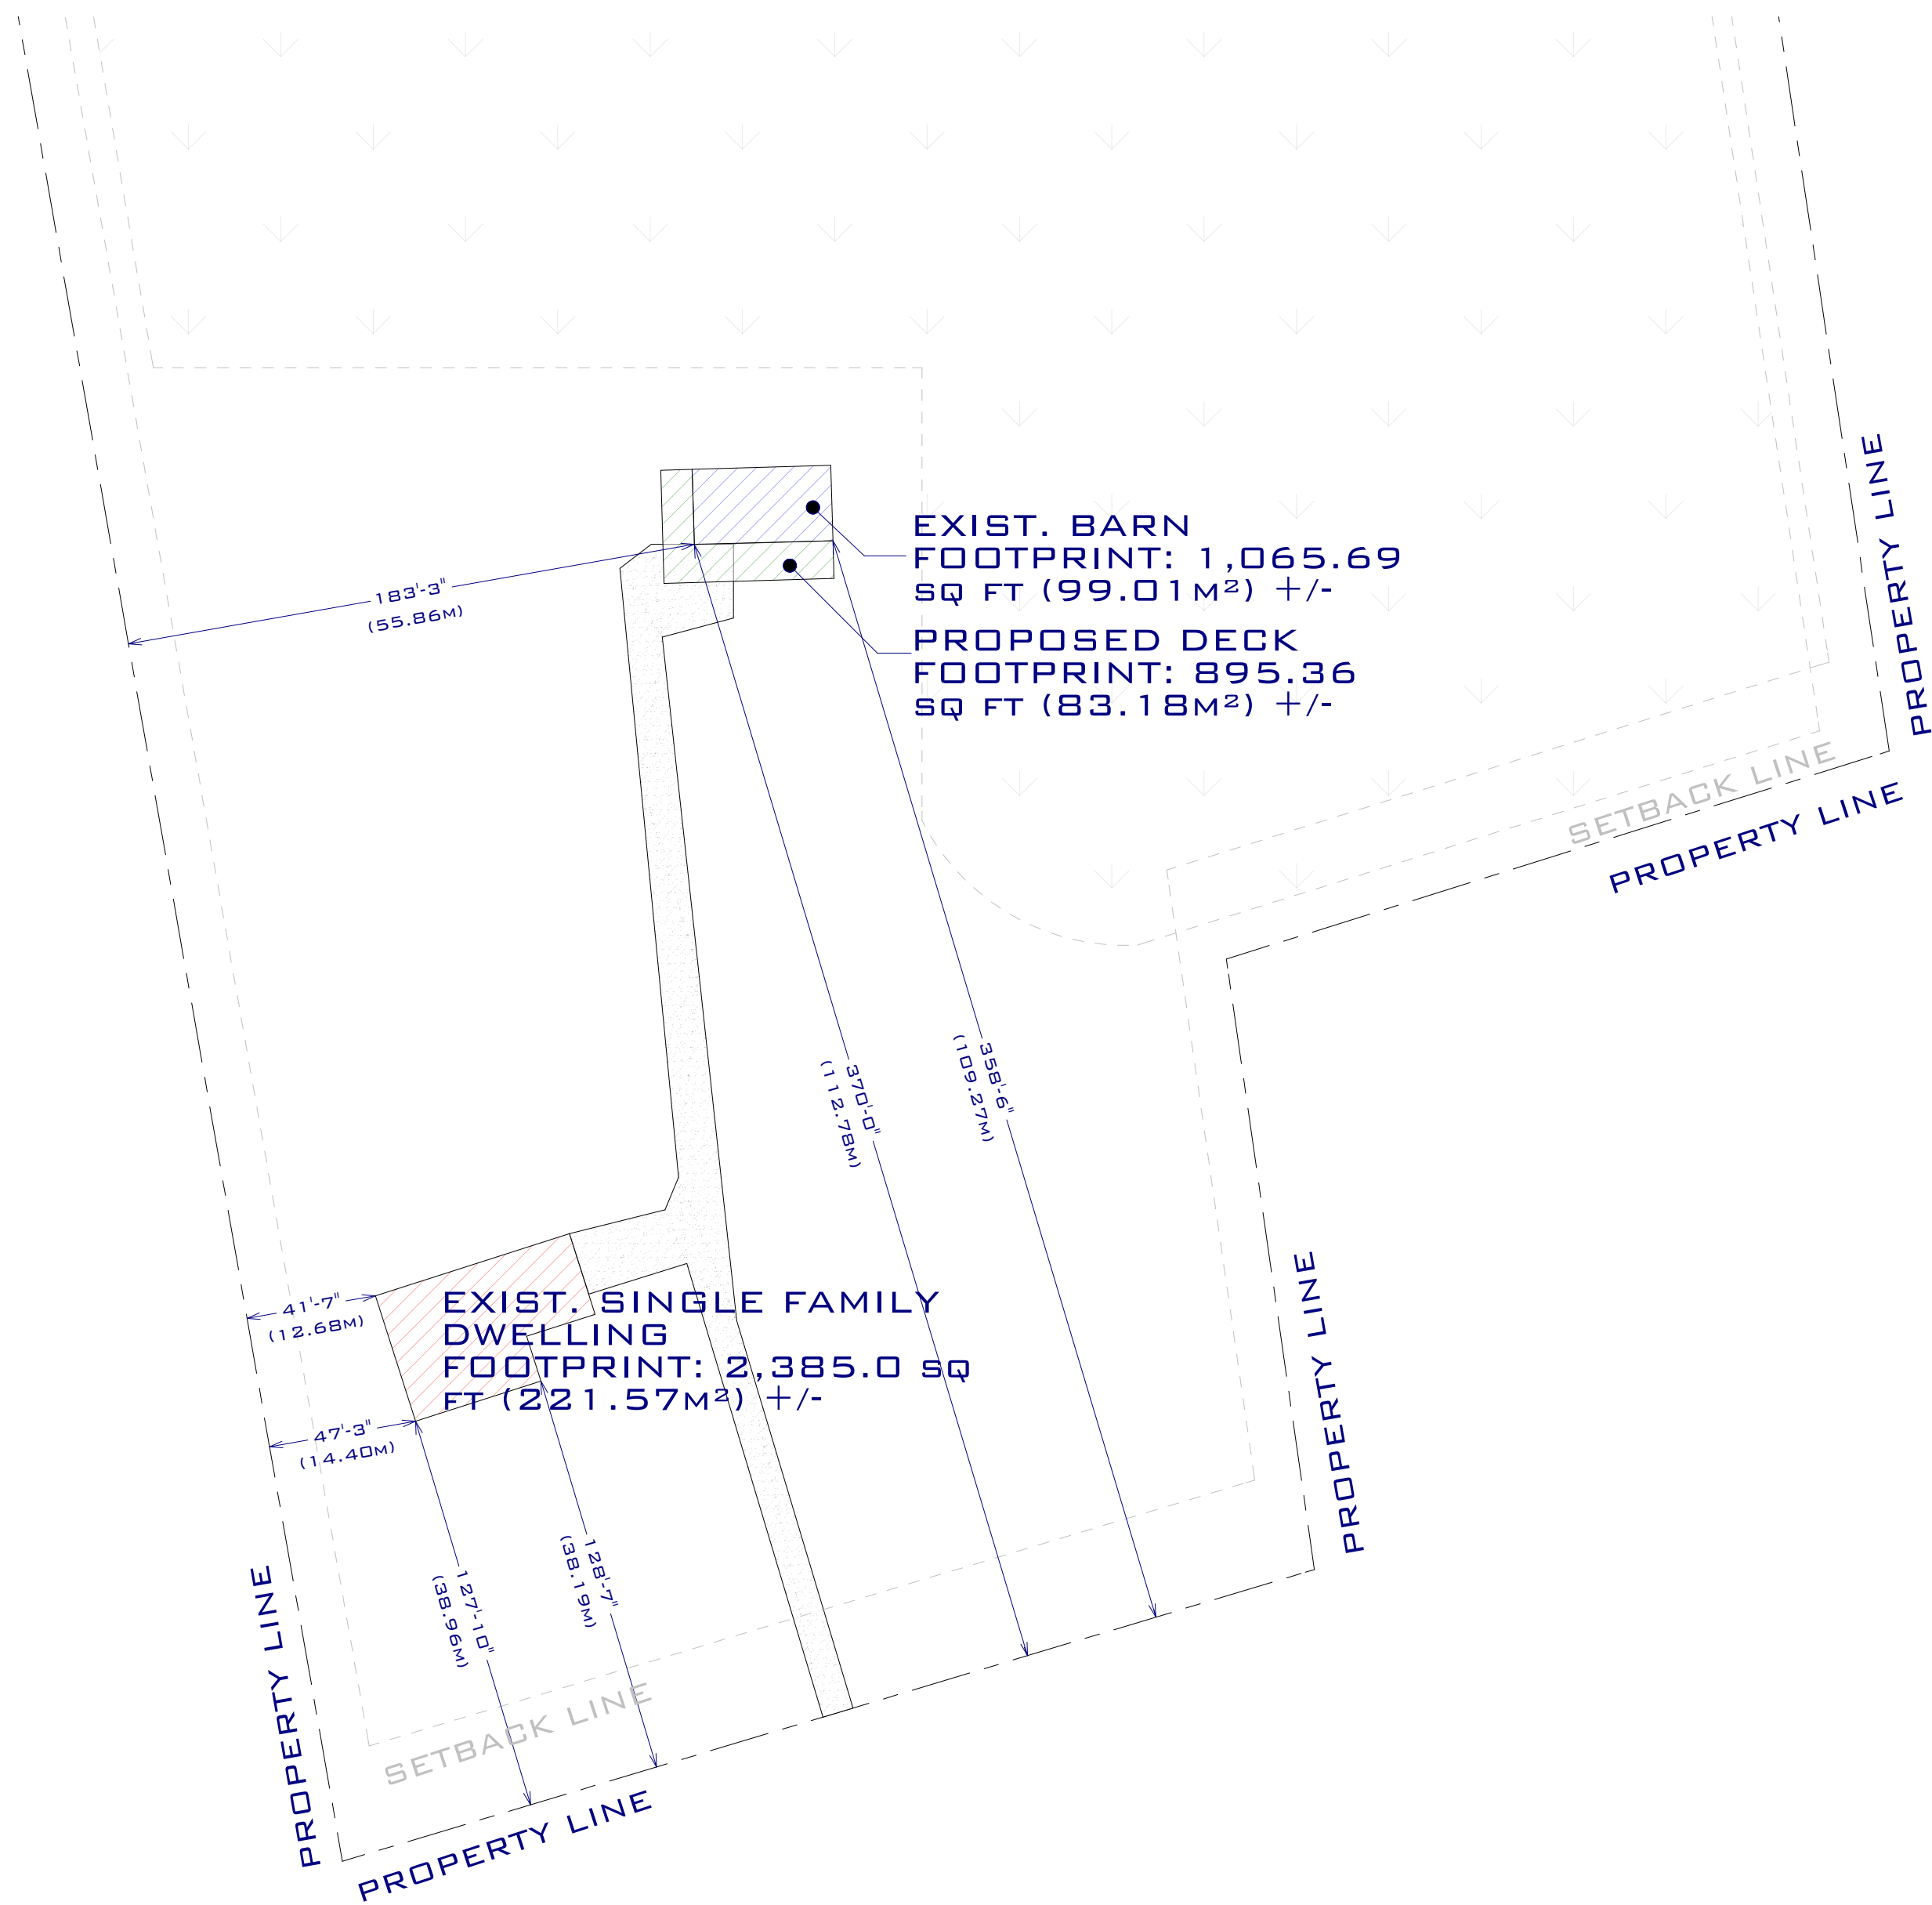 PROPERTY LINE
EXIST. BARN
FOOTPRINT: 1,065.69
SQ FT (99.01M²) +/-
183'-3"
(55.86M)
PROPOSED DECK
FOOTPRINT: 895.36
SQ FT (83.18M²) +/-
SETBACK LINE
PROPERTY LINE
358'-6"
(109.27M)
370'-0"
(112.78M)
PROPERTY LINE
41'-7"
(12.68M)
EXIST. SINGLE FAMILY
DWELLING
FOOTPRINT: 2,385.0 SQ
FT (221.57M²) +/-
47'-3"
(14.40M)
128'-7"
(38.19M)
127'-10"
(38.96M)
PROPERTY LINE
SETBACK LINE
PROPERTY LINE